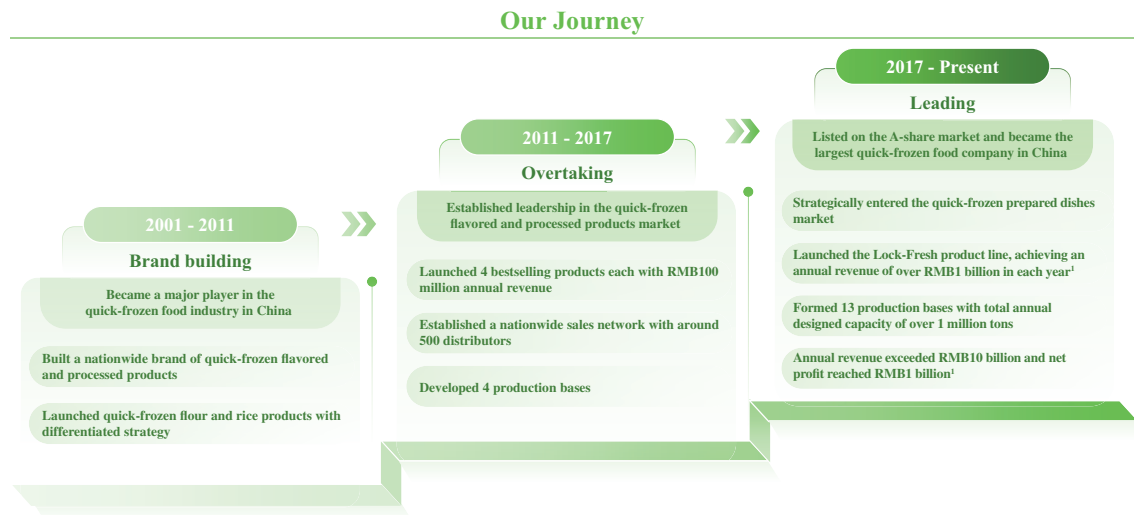 Our Journey
2001 - 2011
Brand building
Became a major player in the
quick-frozen food industry in China
Built a nationwide brand of quick-frozen flavored
and processed products
Launched quick-frozen flour and rice products with
differentiated strategy
2011 - 2017
Overtaking
Established leadership in the quick-frozen
flavored and processed products market
Launched 4 bestselling products each with RMB100
million annual revenue
Established a nationwide sales network with around
500 distributors
Developed 4 production bases
2017 - Present
Leading
Listed on the A-share market and became the
largest quick-frozen food company in China
Strategically entered the quick-frozen prepared dishes
market
Launched the Lock-Fresh product line, achieving an
annual revenue of over RMB1 billion in each year¹
Formed 13 production bases with total annual
designed capacity of over 1 million tons
Annual revenue exceeded RMB10 billion and net
profit reached RMB1 billion¹